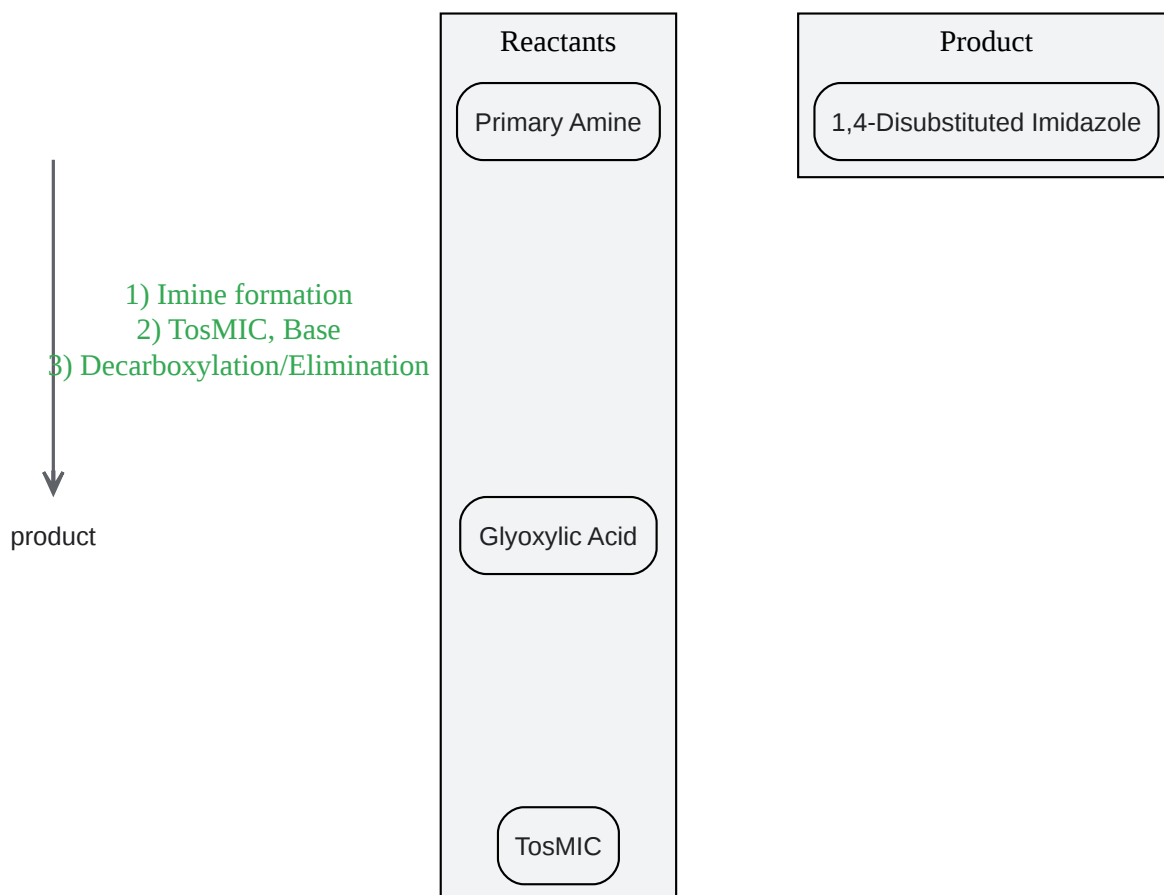 Reactants
Product
Primary Amine
1,4-Disubstituted Imidazole
1) Imine formation
2) TosMIC, Base
3) Decarboxylation/Elimination
product
Glyoxylic Acid
TosMIC